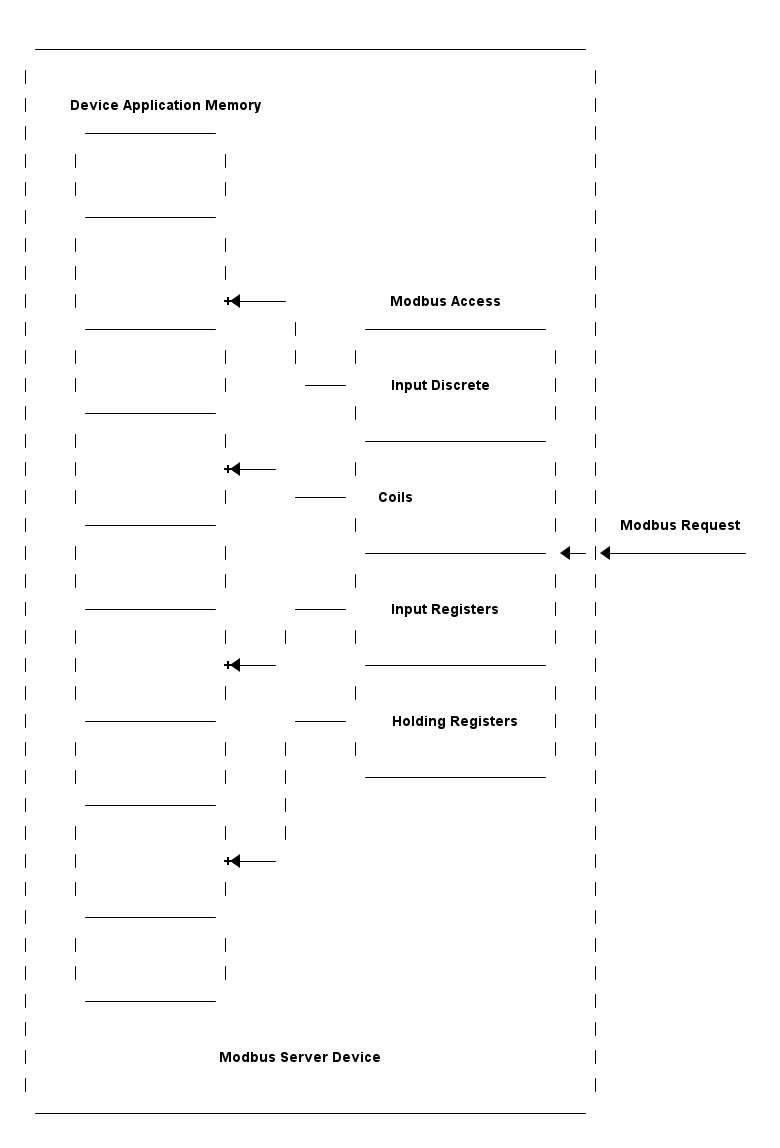 Device Application Memory
Modbus Access
Input Discrete
Coils
Modbus Request
Input Registers
Holding Registers
Modbus Server Device